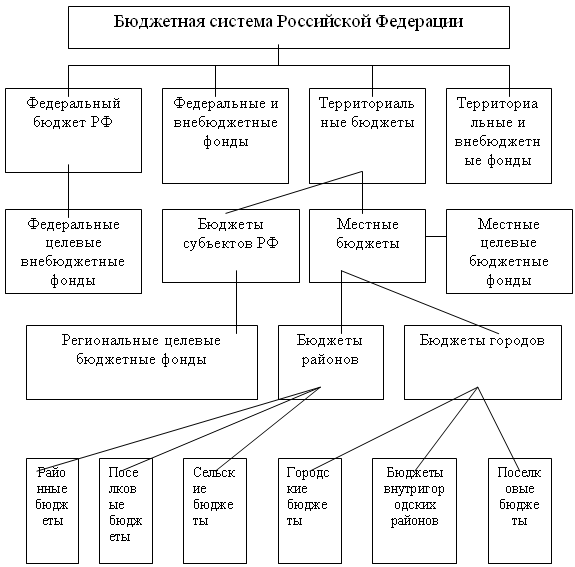 Бюджетная система Российской Федерации
Федеральный
бюджет РФ
Федеральные и
внебюджетные
фонды
Территориаль
ные бюджеты
Территориа
льные и
внебюджетн
ые фонды
Федеральные
целевые
внебюджетные
фонды
Бюджеты
субъектов РФ
Местные
бюджеты
Местные
целевые
бюджетные
фонды
Региональные целевые
бюджетные фонды
Бюджеты
районов
Бюджеты городов
Рай
нные
бюдж
еты
Посе
лков
ые
бюдж
еты
Сельск
ие
бюдже
ты
Городс
кие
бюдже
ты
Бюджеты
внутригор
одских
районов
Поселк
овые
бюдже
ты